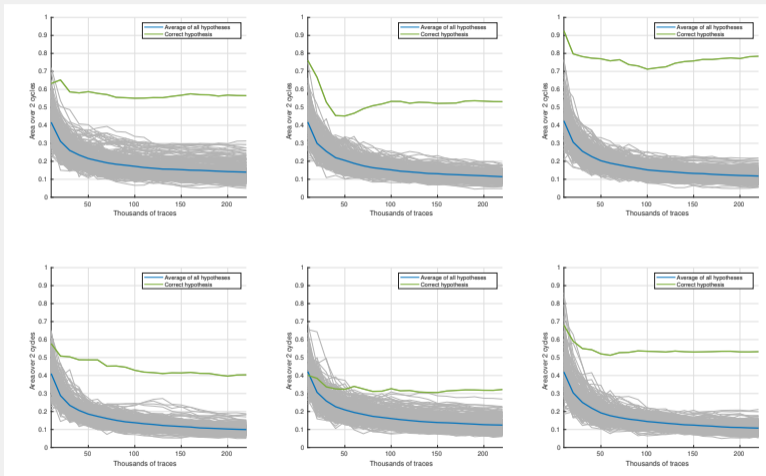 1
0.9
0.8
0.7
0.6
0.5
0.4
0.3
0.2
0.1
0
Area over 2 cycles
50 100 150 200
Thousands of traces
Average of all hypotheses
Correct hypothesis
1
0.9
0.8
0.7
0.6
0.5
0.4
0.3
0.2
0.1
0
Area over 2 cycles
50 100 150 200
Thousands of traces
Average of all hypotheses
Correct hypothesis
1
0.9
0.8
0.7
0.6
0.5
0.4
0.3
0.2
0.1
0
Area over 2 cycles
50 100 150 200
Thousands of traces
Average of all hypotheses
Correct hypothesis
1
0.9
0.8
0.7
0.6
0.5
0.4
0.3
0.2
0.1
0
Area over 2 cycles
50 100 150 200
Thousands of traces
Average of all hypotheses
Correct hypothesis
1
0.9
0.8
0.7
0.6
0.5
0.4
0.3
0.2
0.1
0
Area over 2 cycles
50 100 150 200
Thousands of traces
Average of all hypotheses
Correct hypothesis
1
0.9
0.8
0.7
0.6
0.5
0.4
0.3
0.2
0.1
0
Area over 2 cycles
50 100 150 200
Thousands of traces
Average of all hypotheses
Correct hypothesis